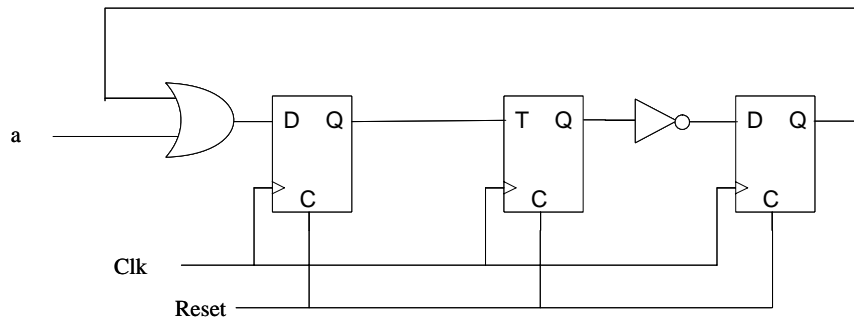 D Q T Q D Q
a
C C C
Clk
Reset